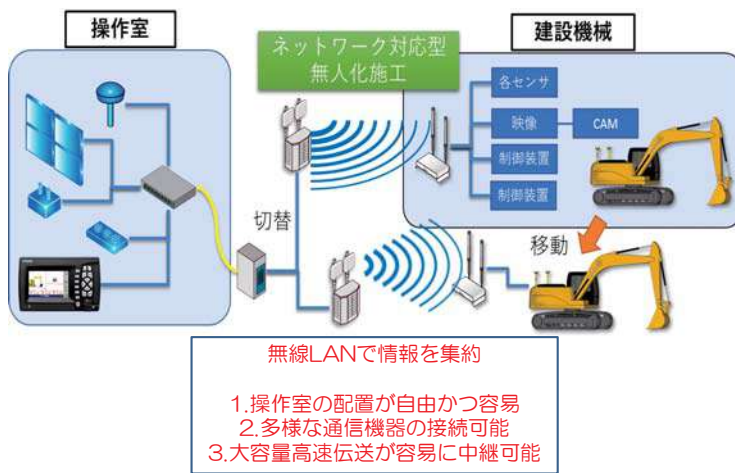 操作室
ネットワーク対応型
無人化施工
建設機械
各センサ
映像
CAM
制御装置
制御装置
切替
移動
無線LANで情報を集約
1.操作室の配置が自由かつ容易
2.多様な通信機器の接続可能
3.大容量高速伝送が容易に中継可能